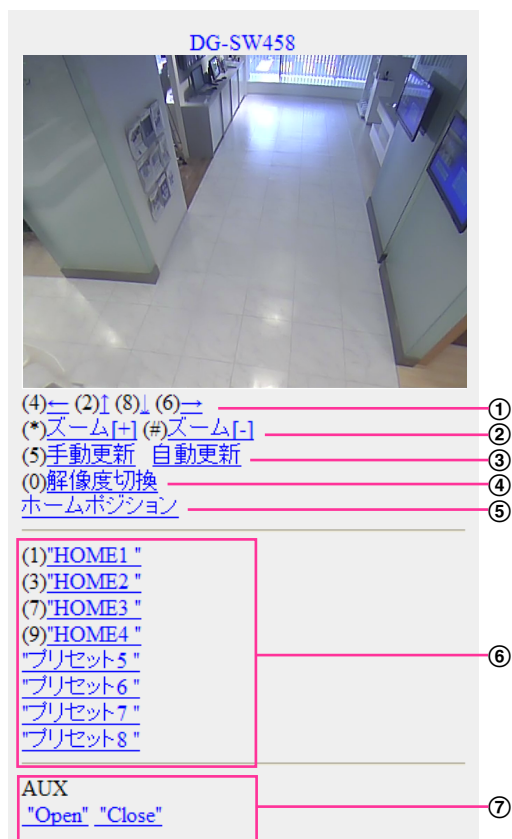 DG-SW458
(4)← (2)↑ (8)↓ (6)→ ①
(*)ズーム[+] (#)ズーム[-] ②
(5)手動更新 自動更新 ③
(0)解像度切換 ④
ホームポジション ⑤
(1)"HOME1 "
(3)"HOME2 "
(7)"HOME3 "
(9)"HOME4 "
"プリセット5 " ⑥
"プリセット6 "
"プリセット7 "
"プリセット8 "
AUX
"Open" "Close" ⑦